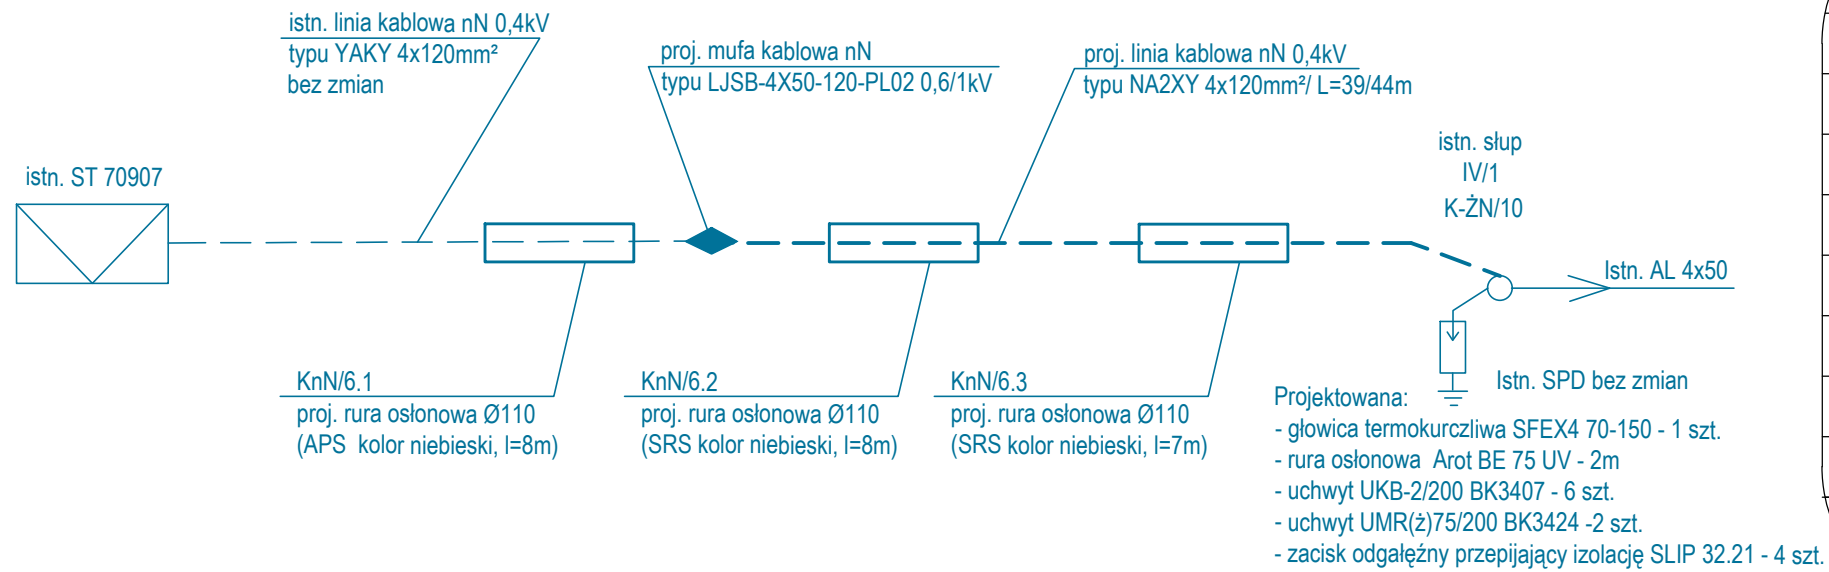 istn. linia kablowa nN 0,4kV
typu YAKY 4x120mm²
bez zmian
proj. mufa kablowa nN
typu LJSB-4X50-120-PL02 0,6/1kV
proj. linia kablowa nN 0,4kV
typu NA2XY 4x120mm²/ L=39/44m
istn. słup
IV/1
K-ŻN/10
istn. ST 70907
Istn. AL 4x50
KnN/6.1
proj. rura osłonowa Ø110
(APS kolor niebieski, l=8m)
KnN/6.2
proj. rura osłonowa Ø110
(SRS kolor niebieski, l=8m)
KnN/6.3
proj. rura osłonowa Ø110
(SRS kolor niebieski, l=7m)
Istn. SPD bez zmian
Projektowana:
- głowica termokurczliwa SFEX4 70-150 - 1 szt.
- rura osłonowa Arot BE 75 UV - 2m
- uchwyt UKB-2/200 BK3407 - 6 szt.
- uchwyt UMR(ż)75/200 BK3424 -2 szt.
- zacisk odgałęźny przepijający izolację SLIP 32.21 - 4 szt.